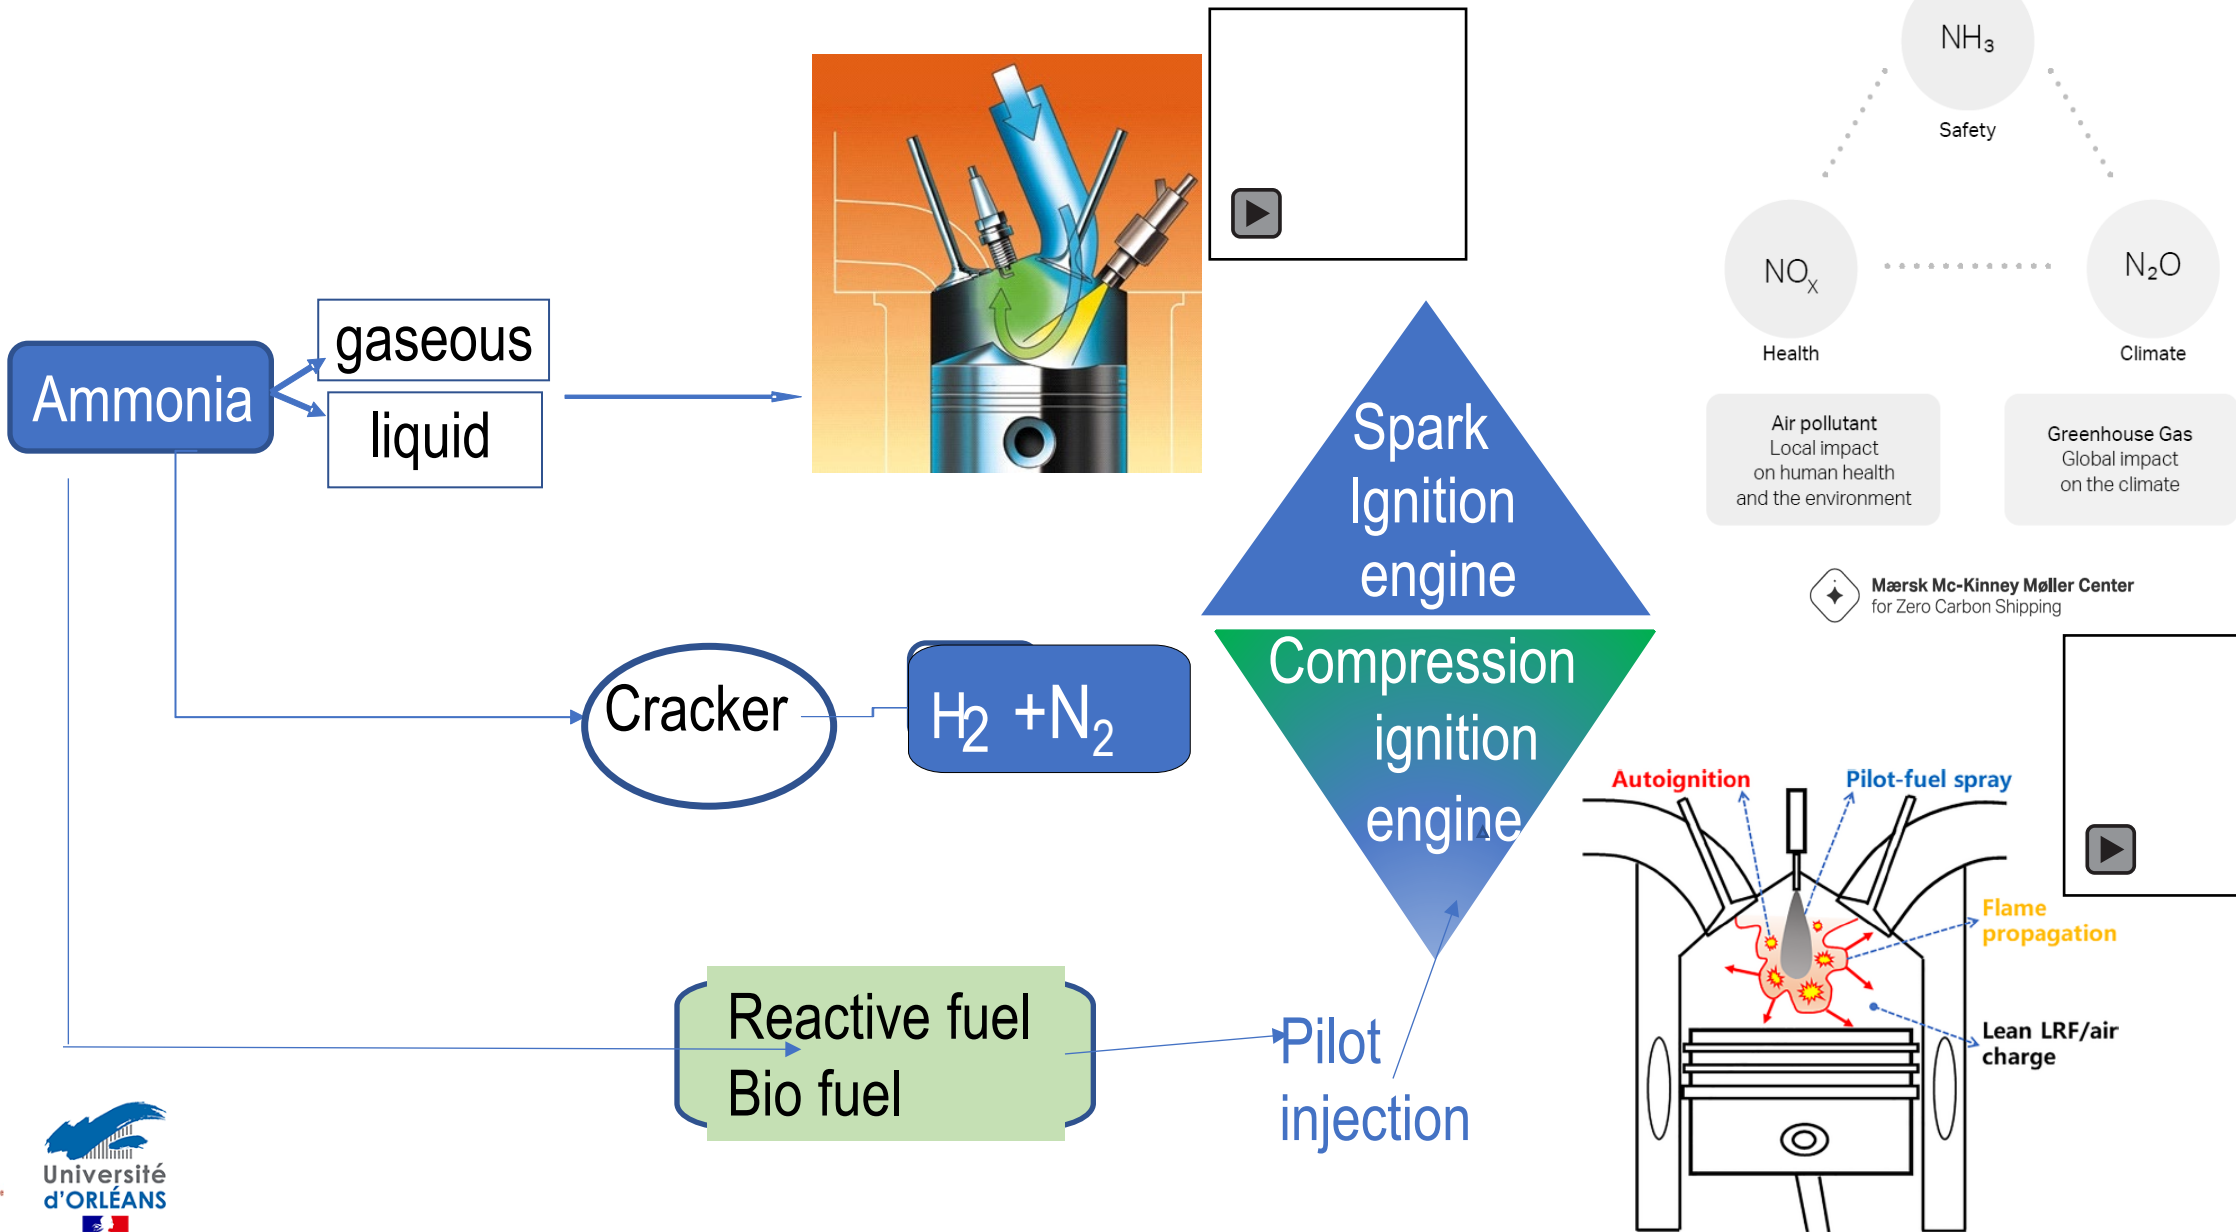 Ammonia
gaseous
liquid
Cracker
H₂ +N₂
Reactive fuel
Bio fuel
Pilot
injection
Spark
Ignition
engine
Compression
ignition
engine
NH₃
Safety
NOₓ
Health
N₂O
Climate
Air pollutant
Local impact
on human health
and the environment
Greenhouse Gas
Global impact
on the climate
Mærsk Mc-Kinney Møller Center
for Zero Carbon Shipping
Autoignition
Pilot-fuel spray
Flame
propagation
Lean LRF/air
charge
Université
d'ORLÉANS